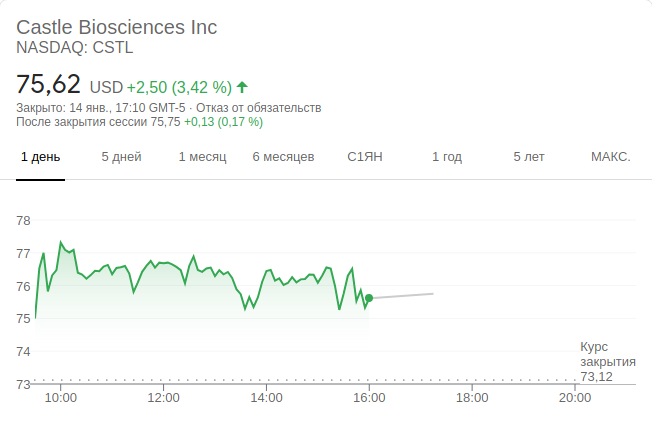 Castle Biosciences Inc
NASDAQ: CSTL
75,62 USD +2,50 (3,42 %)
Закрыто: 14 янв., 17:10 GMT-5 · Отказ от обязательств
После закрытия сессии 75,75 +0,13 (0,17 %)
1 день 5 дней 1 месяц 6 месяцев С1ЯН 1 год 5 лет МАКС.
78
77
76
75
74
73
Курс
закрытия
73,12
10:00 12:00 14:00 16:00 18:00 20:00